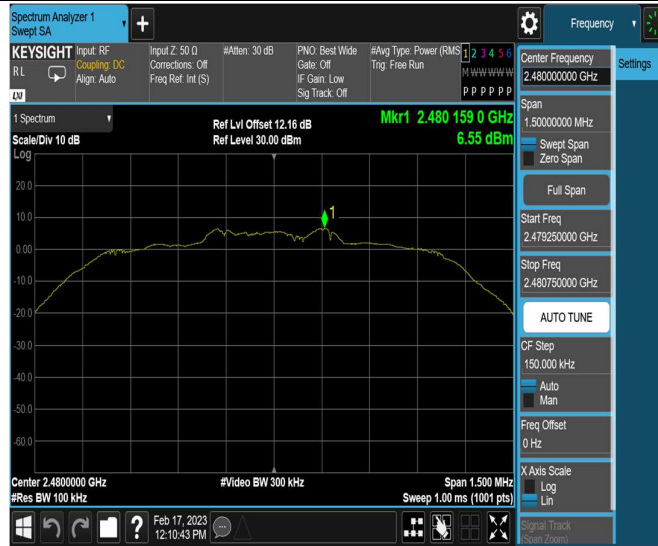 Spectrum Analyzer 1
Swept SA
Frequency
KEYSIGHT
RL
LXI
Input: RF
Coupling: DC
Align: Auto
Input Z: 50 Ω
Corrections: Off
Freq Ref: Int (S)
#Atten: 30 dB
PNO: Best Wide
Gate: Off
IF Gain: Low
Sig Track: Off
#Avg Type: Power (RMS
Trig: Free Run
1 2 3 4 5 6
M W W W W W
P P P P P P
1 Spectrum
Scale/Div 10 dB
Ref Lvl Offset 12.16 dB
Ref Level 30.00 dBm
Mkr1 2.480 159 0 GHz
6.55 dBm
Log
20.0
10.0
0.00
-10.0
-20.0
-30.0
-40.0
-50.0
-60.0
1
Center 2.4800000 GHz
#Res BW 100 kHz
#Video BW 300 kHz
Span 1.500 MHz
Sweep 1.00 ms (1001 pts)
Feb 17, 2023
12:10:43 PM
Center Frequency
2.480000000 GHz
Settings
Span
1.50000000 MHz
Swept Span
Zero Span
Full Span
Start Freq
2.479250000 GHz
Stop Freq
2.480750000 GHz
AUTO TUNE
CF Step
150.000 kHz
Auto
Man
Freq Offset
0 Hz
X Axis Scale
Log
Lin
Signal Track
(Span Zoom)